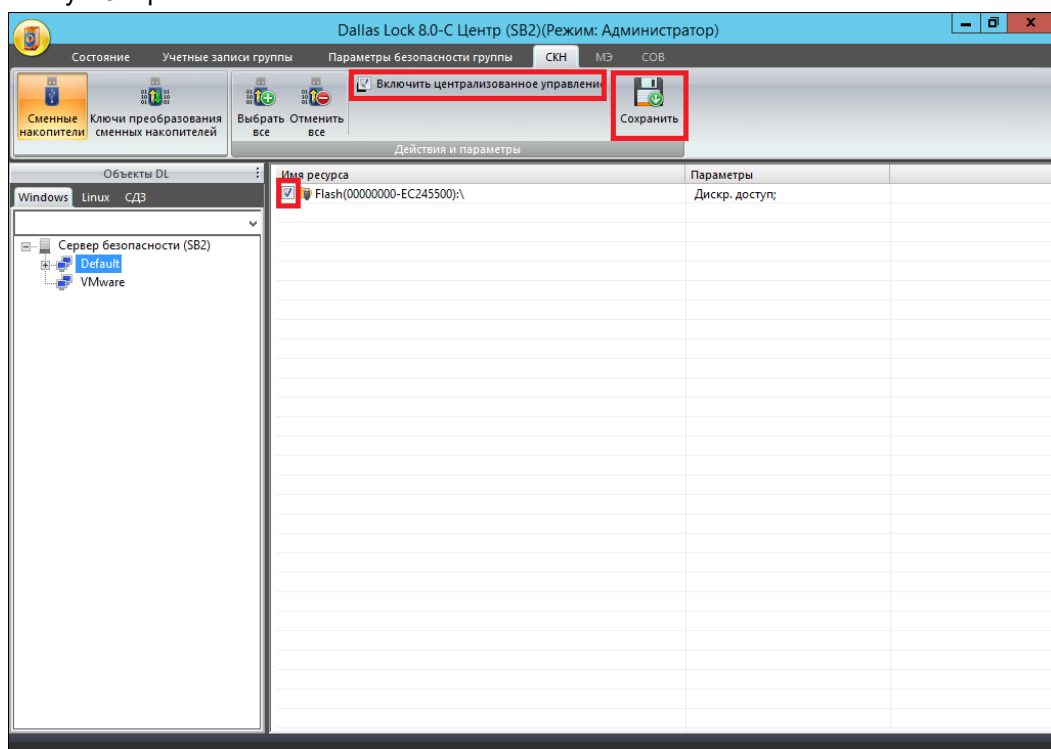 Dallas Lock 8.0-C Центр (SB2)(Режим: Администратор)
Состояние Учетные записи группы Параметры безопасности группы СКН МЭ СОВ
Сменные накопители
Ключи преобразования сменных накопителей
Выбрать все
Отменить все
Включить централизованное управление
Сохранить
Действия и параметры
Объекты DL
Windows Linux СДЗ
Сервер безопасности (SB2)
Default
VMware
Имя ресурса Параметры
Flash(00000000-EC245500):\ Дискр. доступ;